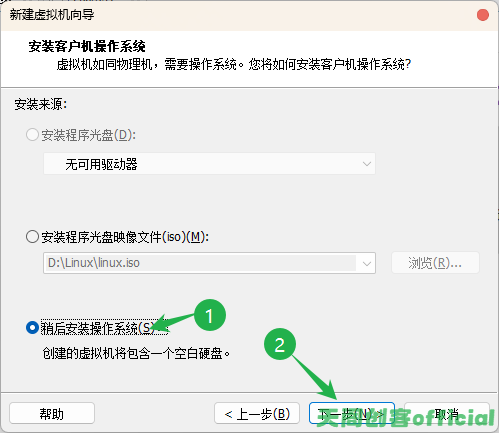 新建虚拟机向导
安装客户机操作系统
虚拟机如同物理机，需要操作系统。您将如何安装客户机操作系统?
安装来源:
安装程序光盘(D):
无可用驱动器
安装程序光盘映像文件(iso)(M):
D:\Linux\linux.iso
浏览(R)...
稍后安装操作系统(S)
1
创建的虚拟机将包含一个空白硬盘。
2
帮助
< 上一步(B)
下一步(N) >
取消
天问创客official